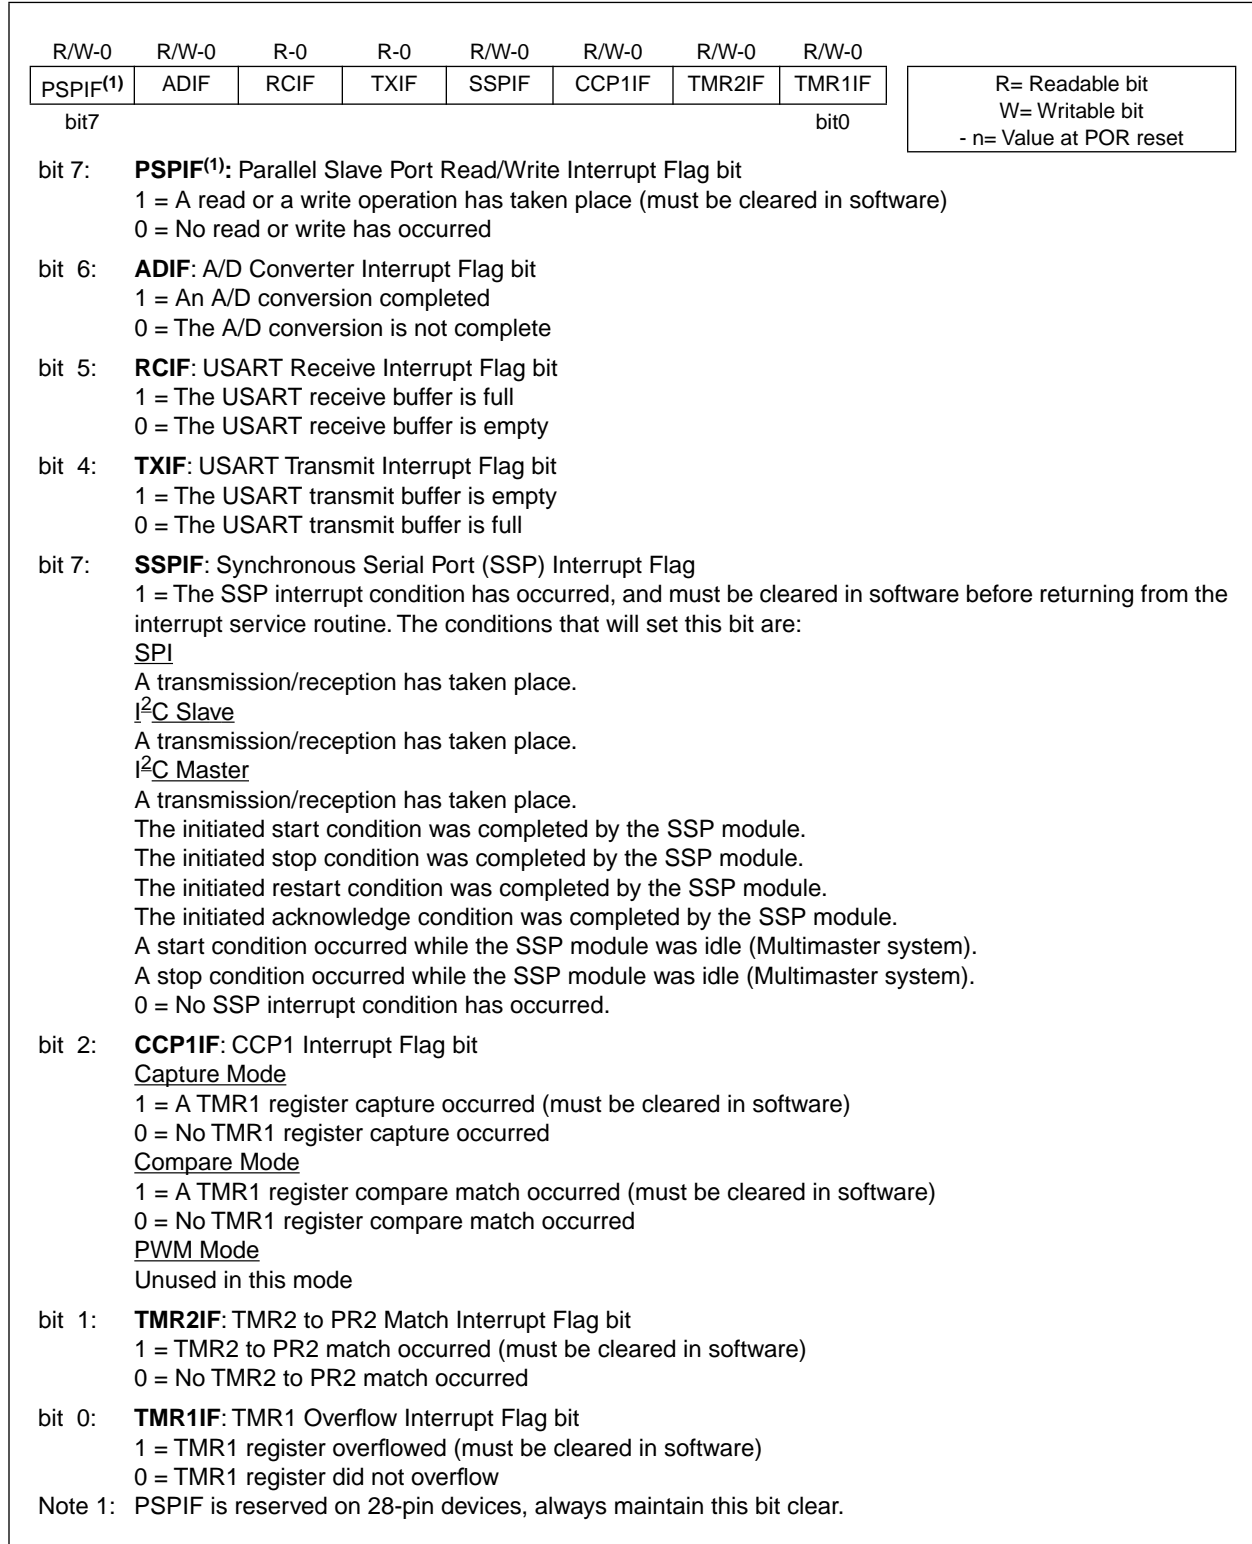 R/W-0 R/W-0 R-0 R-0 R/W-0 R/W-0 R/W-0 R/W-0
PSPIF(1) ADIF RCIF TXIF SSPIF CCP1IF TMR2IF TMR1IF
bit7 bit0
R= Readable bit
W= Writable bit
- n= Value at POR reset
bit 7: PSPIF(1): Parallel Slave Port Read/Write Interrupt Flag bit
1 = A read or a write operation has taken place (must be cleared in software)
0 = No read or write has occurred
bit 6: ADIF: A/D Converter Interrupt Flag bit
1 = An A/D conversion completed
0 = The A/D conversion is not complete
bit 5: RCIF: USART Receive Interrupt Flag bit
1 = The USART receive buffer is full
0 = The USART receive buffer is empty
bit 4: TXIF: USART Transmit Interrupt Flag bit
1 = The USART transmit buffer is empty
0 = The USART transmit buffer is full
bit 7: SSPIF: Synchronous Serial Port (SSP) Interrupt Flag
1 = The SSP interrupt condition has occurred, and must be cleared in software before returning from the
interrupt service routine. The conditions that will set this bit are:
SPI
A transmission/reception has taken place.
I2C Slave
A transmission/reception has taken place.
I2C Master
A transmission/reception has taken place.
The initiated start condition was completed by the SSP module.
The initiated stop condition was completed by the SSP module.
The initiated restart condition was completed by the SSP module.
The initiated acknowledge condition was completed by the SSP module.
A start condition occurred while the SSP module was idle (Multimaster system).
A stop condition occurred while the SSP module was idle (Multimaster system).
0 = No SSP interrupt condition has occurred.
bit 2: CCP1IF: CCP1 Interrupt Flag bit
Capture Mode
1 = A TMR1 register capture occurred (must be cleared in software)
0 = No TMR1 register capture occurred
Compare Mode
1 = A TMR1 register compare match occurred (must be cleared in software)
0 = No TMR1 register compare match occurred
PWM Mode
Unused in this mode
bit 1: TMR2IF: TMR2 to PR2 Match Interrupt Flag bit
1 = TMR2 to PR2 match occurred (must be cleared in software)
0 = No TMR2 to PR2 match occurred
bit 0: TMR1IF: TMR1 Overflow Interrupt Flag bit
1 = TMR1 register overflowed (must be cleared in software)
0 = TMR1 register did not overflow
Note 1: PSPIF is reserved on 28-pin devices, always maintain this bit clear.